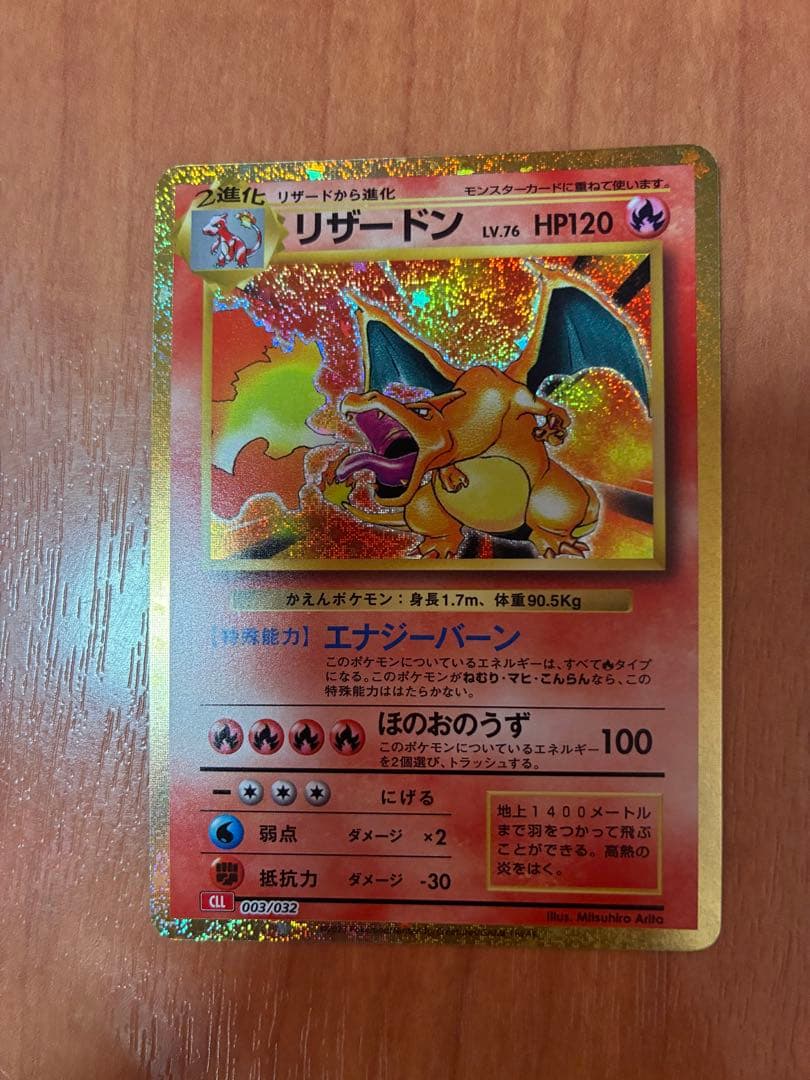 2進化 リザードから進化 モンスターカードに重ねて使います。
リザードン LV.76 HP120
かえんポケモン：身長1.7m、体重90.5Kg
【特殊能力】エナジーバーン
このポケモンについているエネルギーは、すべてタイプ
になる。このポケモンがねむり・マヒ・こんらんなら、この
特殊能力ははたらかない。
ほのおのうず 100
このポケモンについているエネルギー
を2個選び、トラッシュする。
にげる
弱点 ダメージ ×2
抵抗力 ダメージ -30
地上1400メートル
まで羽をつかって飛ぶ
ことができる。高熱の
炎をはく。
CLL 003/032
Illus. Mitsuhiro Arita